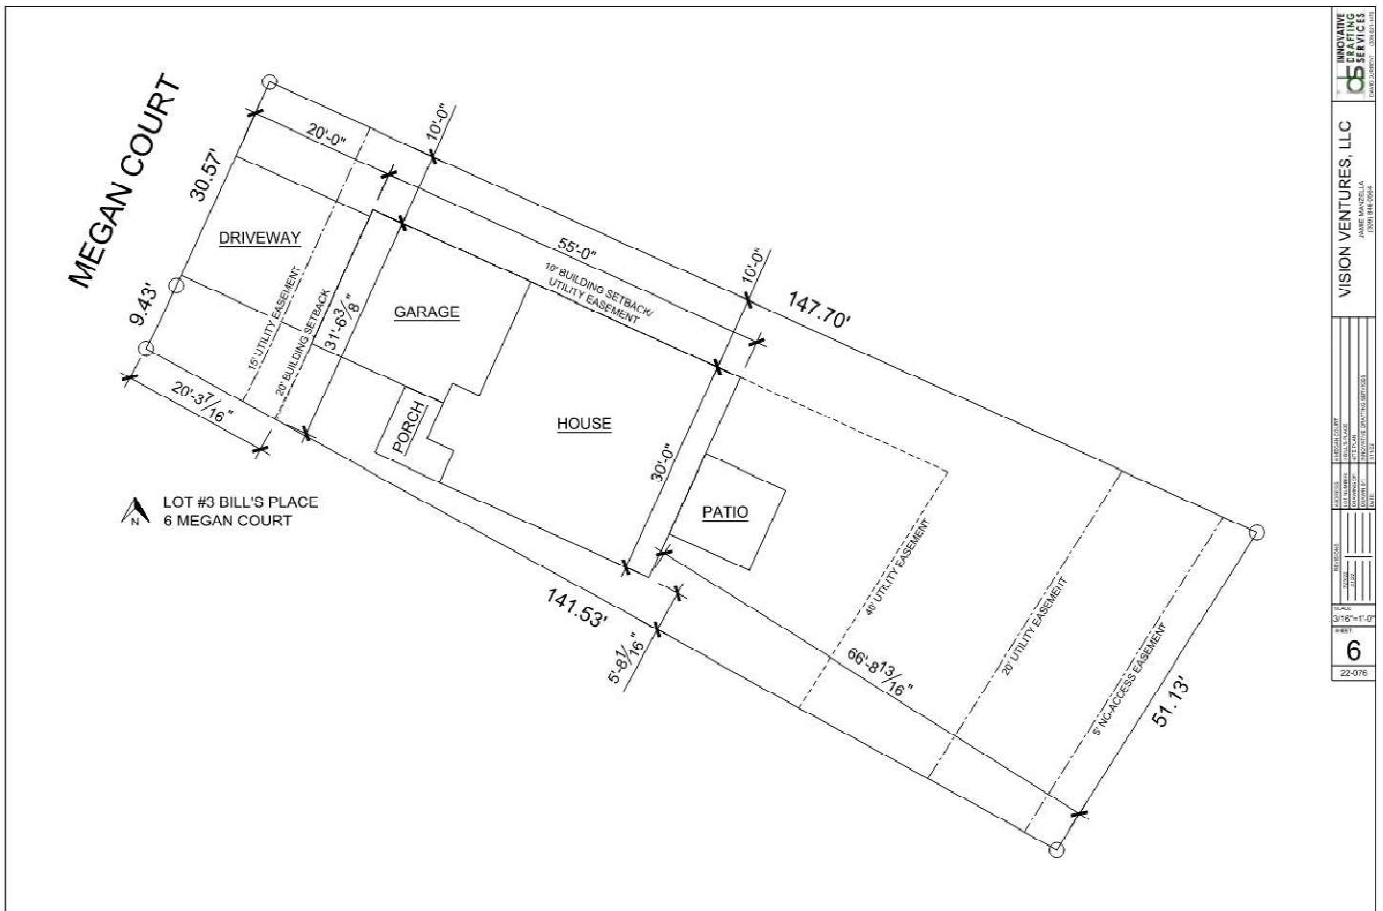 MEGAN COURT
30.57'
9.43'
20'-0"
10'-0"
DRIVEWAY
15' UTILITY EASEMENT
20' BUILDING SETBACK
31'-6 3/8"
GARAGE
55'-0"
10' BUILDING SETBACK/
UTILITY EASEMENT
10'-0"
147.70'
20'-3 7/16"
PORCH
HOUSE
30'-0"
PATIO
LOT #3 BILL'S PLACE
6 MEGAN COURT
N
141.53'
5'-8 1/16"
66'-8 13/16"
40' UTILITY EASEMENT
20' UTILITY EASEMENT
5' NO-ACCESS EASEMENT
51.13'
INNOVATIVE
DRAFTING
SERVICES
VISION VENTURES, LLC
3/16"=1'-0"
6
22-076